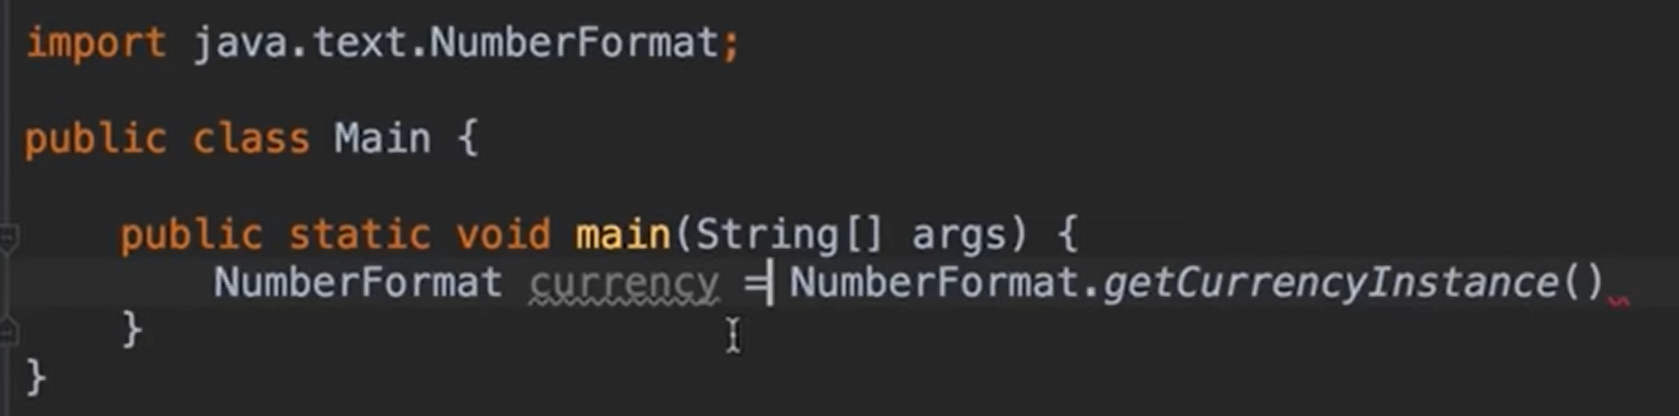 import java.text.NumberFormat;
public class Main {
public static void main(String[] args) {
NumberFormat currency = NumberFormat.getCurrencyInstance()
}
}